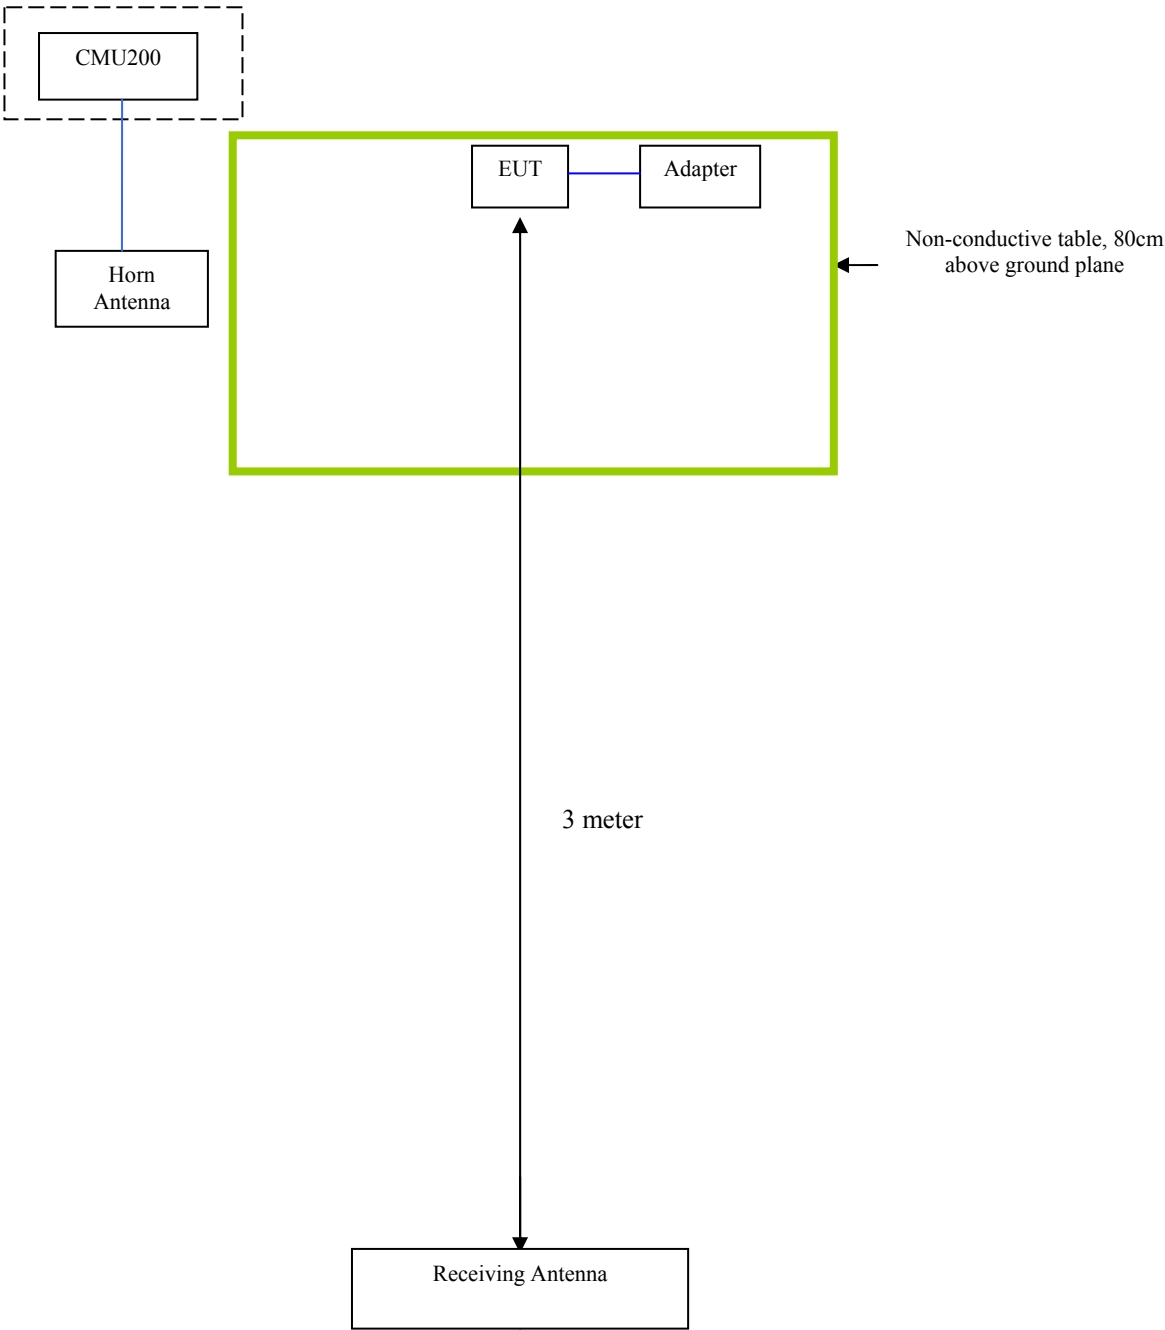 CMU200
EUT
Adapter
Non-conductive table, 80cm
above ground plane
Horn
Antenna
3 meter
Receiving Antenna